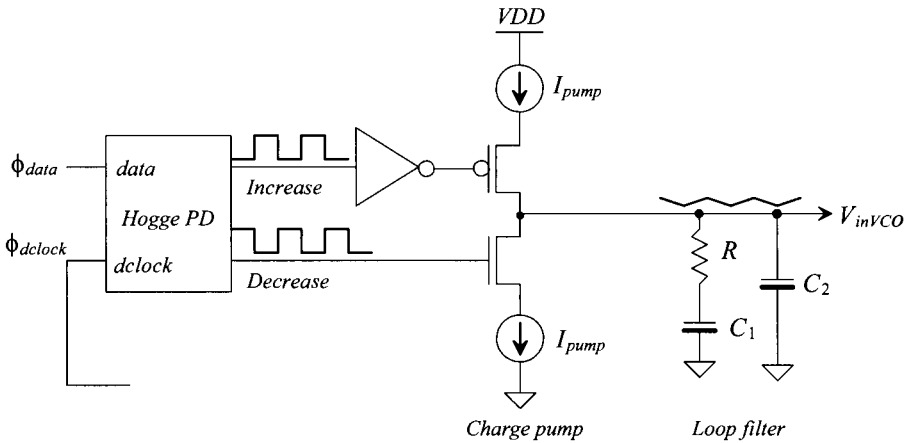 VDD
I_pump
ϕ_data
data
Increase
Hogge PD
ϕ_dclock
dclock
Decrease
V_inVCO
R
C_1
C_2
I_pump
Charge pump
Loop filter